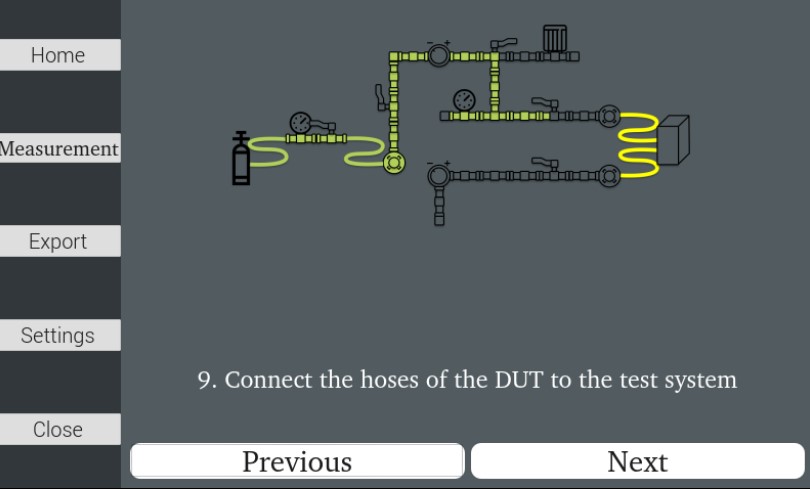 Home
Measurement
Export
Settings
Close
- +
- +
9. Connect the hoses of the DUT to the test system
Previous
Next